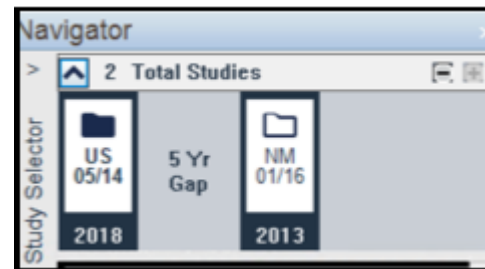 Navigator
2 Total Studies
Study Selector
US
05/14
2018
5 Yr
Gap
NM
01/16
2013